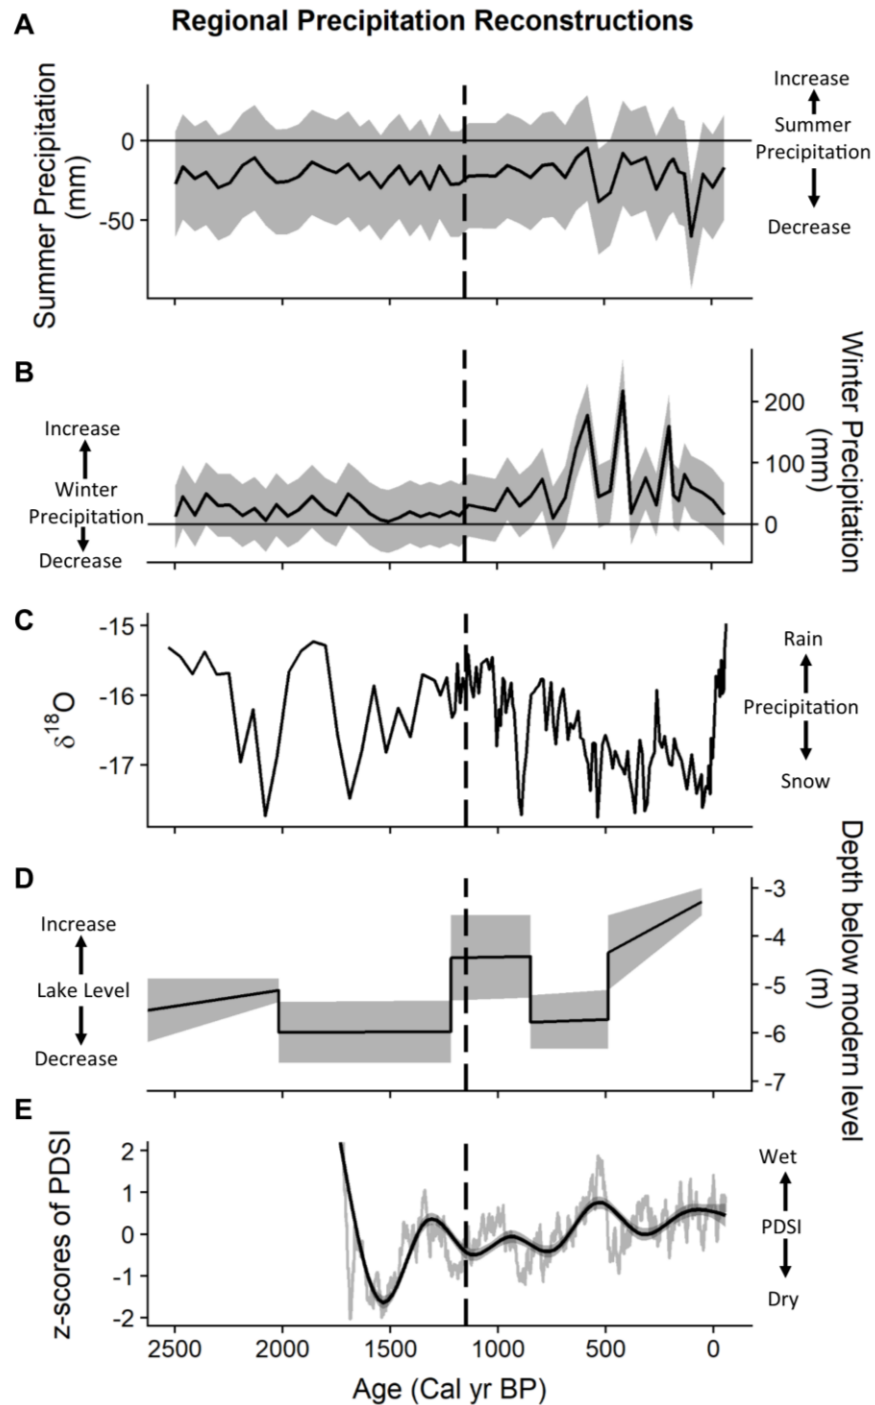 Regional Precipitation Reconstructions
A
Summer Precipitation
(mm)
0
-50
Increase
Summer
Precipitation
Decrease
B
Increase
Winter
Precipitation
Decrease
200
100
0
Winter Precipitation
(mm)
C
δ18O
-15
-16
-17
Rain
Precipitation
Snow
D
Increase
Lake Level
Decrease
-3
-4
-5
-6
-7
Depth below modern level
(m)
E
z-scores of PDSI
2
1
0
-1
-2
Wet
PDSI
Dry
2500 2000 1500 1000 500 0
Age (Cal yr BP)